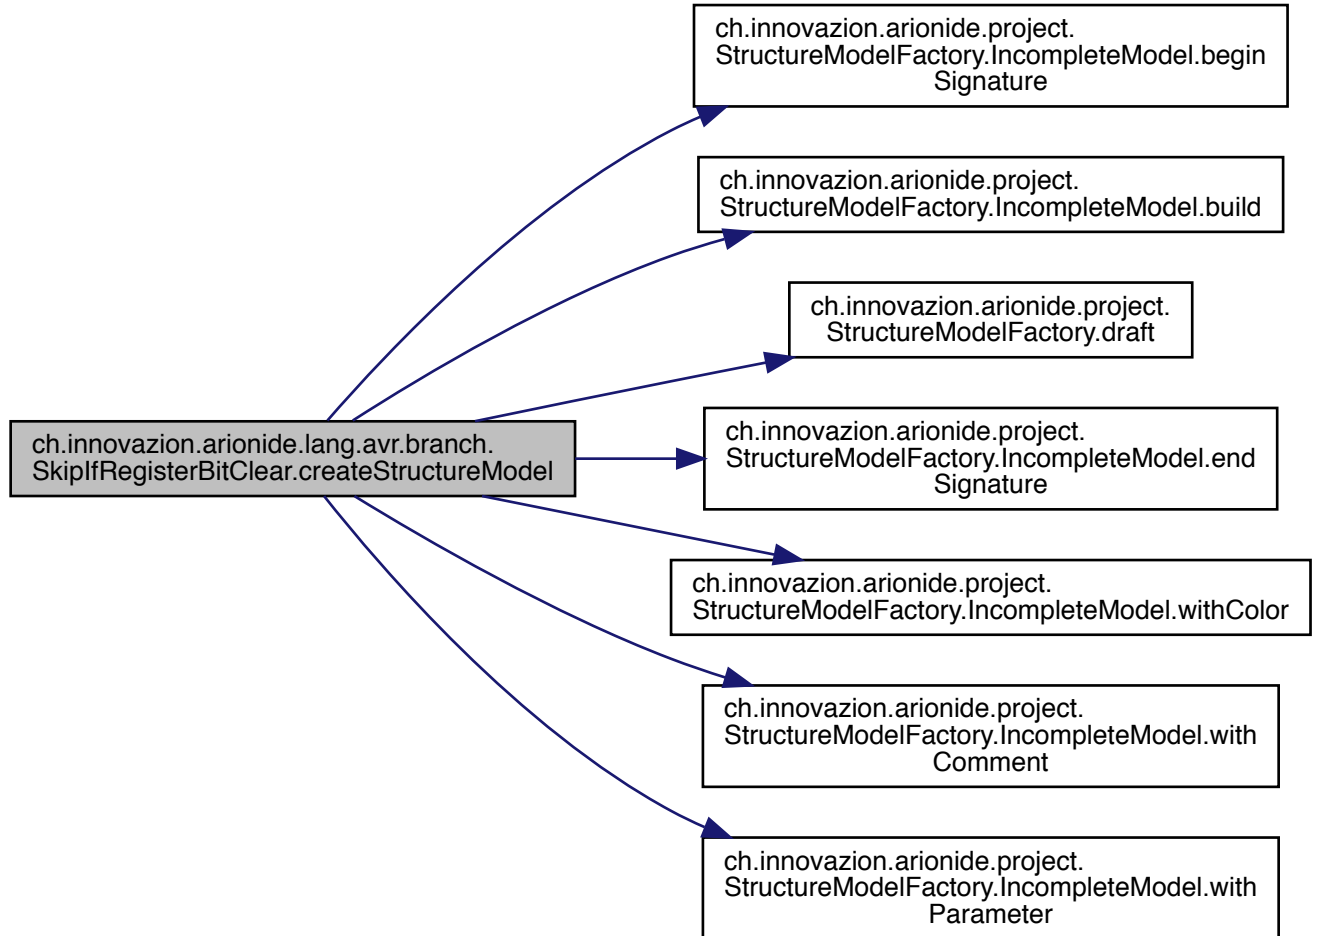 ch.innovazion.arionide.project.
StructureModelFactory.IncompleteModel.begin
Signature
ch.innovazion.arionide.project.
StructureModelFactory.IncompleteModel.build
ch.innovazion.arionide.project.
StructureModelFactory.draft
ch.innovazion.arionide.lang.avr.branch.
SkipIfRegisterBitClear.createStructureModel
ch.innovazion.arionide.project.
StructureModelFactory.IncompleteModel.end
Signature
ch.innovazion.arionide.project.
StructureModelFactory.IncompleteModel.withColor
ch.innovazion.arionide.project.
StructureModelFactory.IncompleteModel.with
Comment
ch.innovazion.arionide.project.
StructureModelFactory.IncompleteModel.with
Parameter